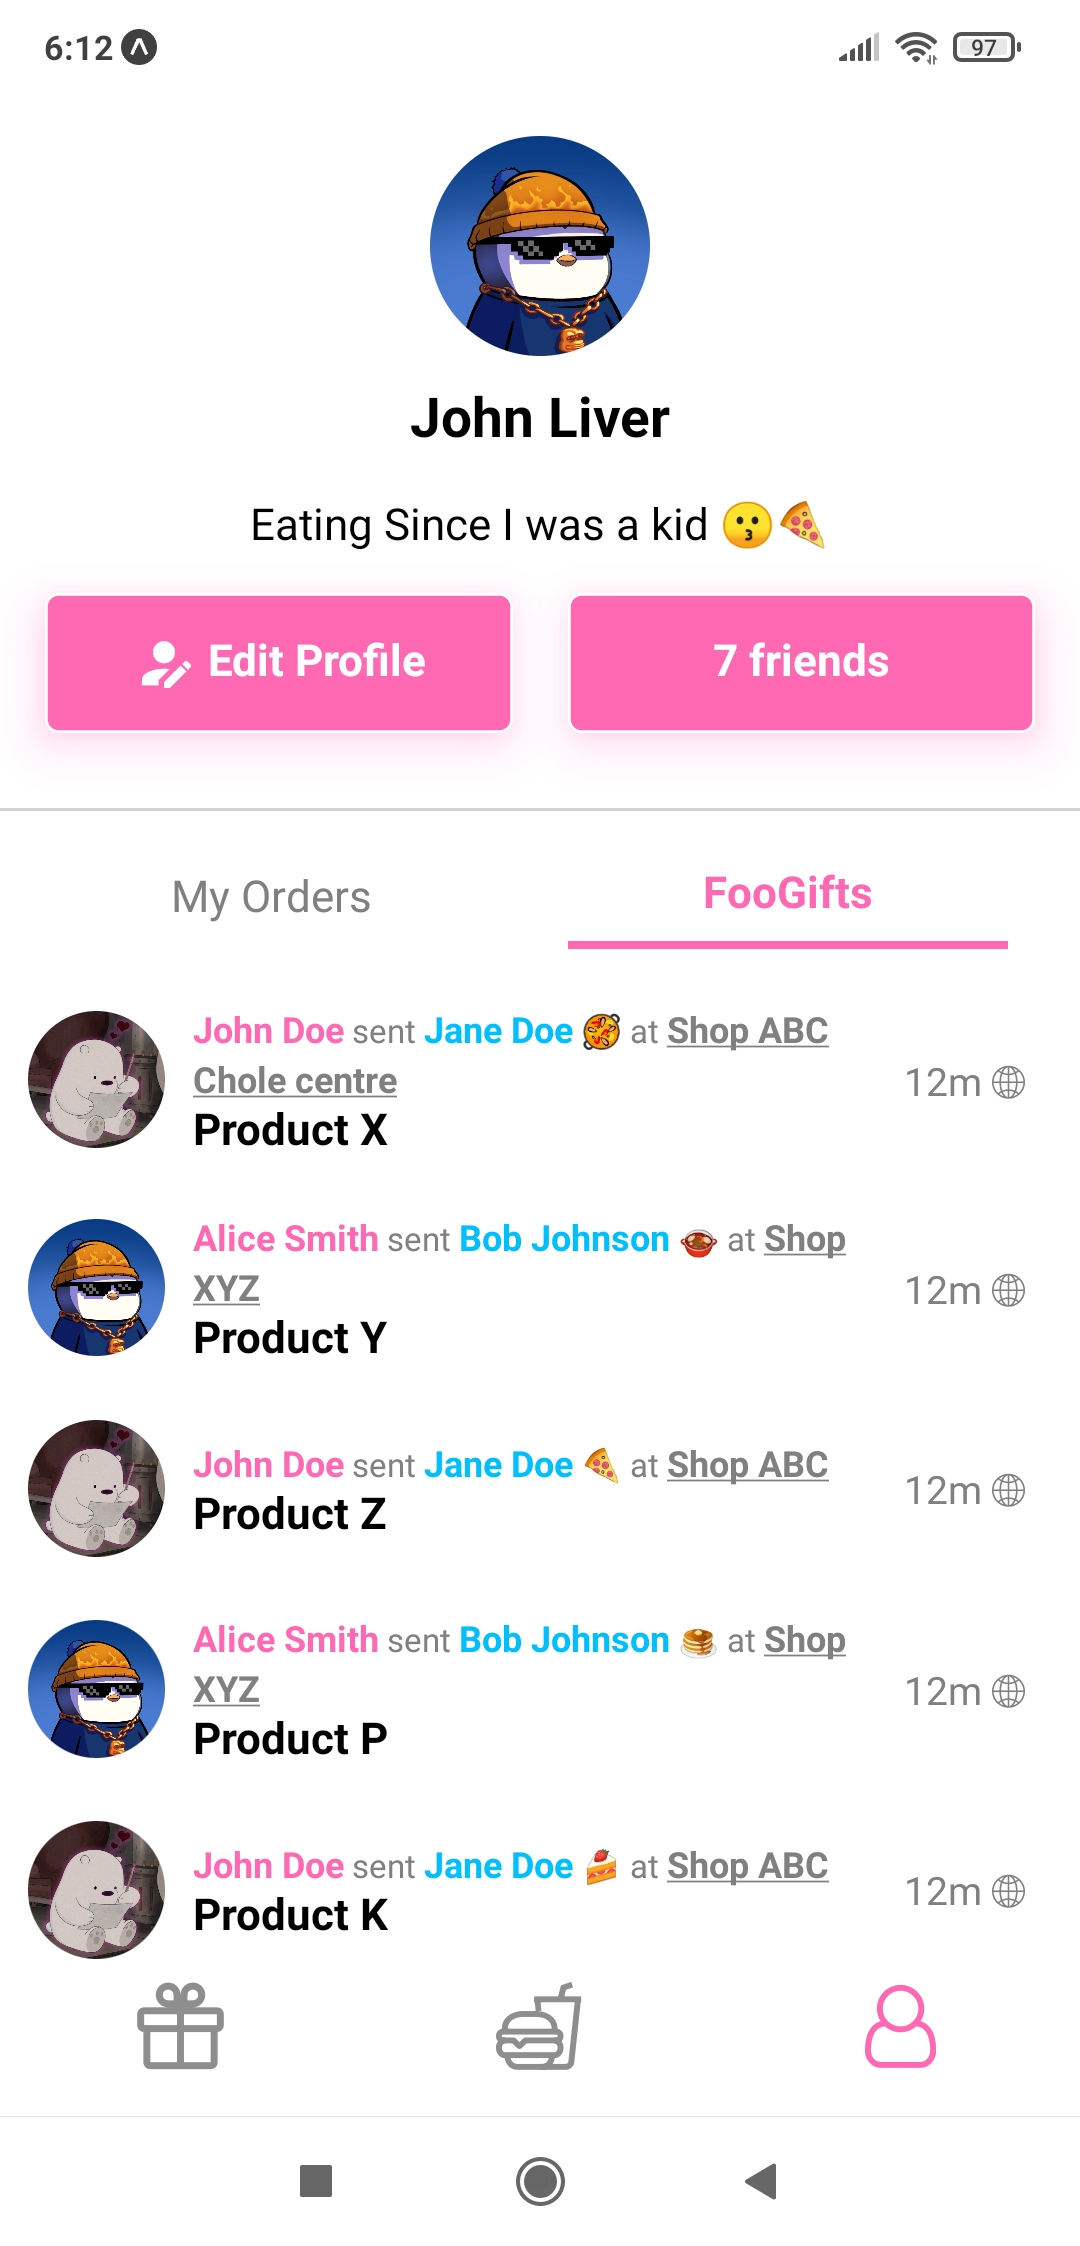 6:12
97
John Liver
Eating Since I was a kid 😗🍕
Edit Profile
7 friends
My Orders
FooGifts
John Doe sent Jane Doe 🥘 at Shop ABC
Chole centre
12m
Product X
Alice Smith sent Bob Johnson 🍲 at Shop
XYZ
12m
Product Y
John Doe sent Jane Doe 🍕 at Shop ABC
12m
Product Z
Alice Smith sent Bob Johnson 🥞 at Shop
XYZ
12m
Product P
John Doe sent Jane Doe 🍰 at Shop ABC
12m
Product K